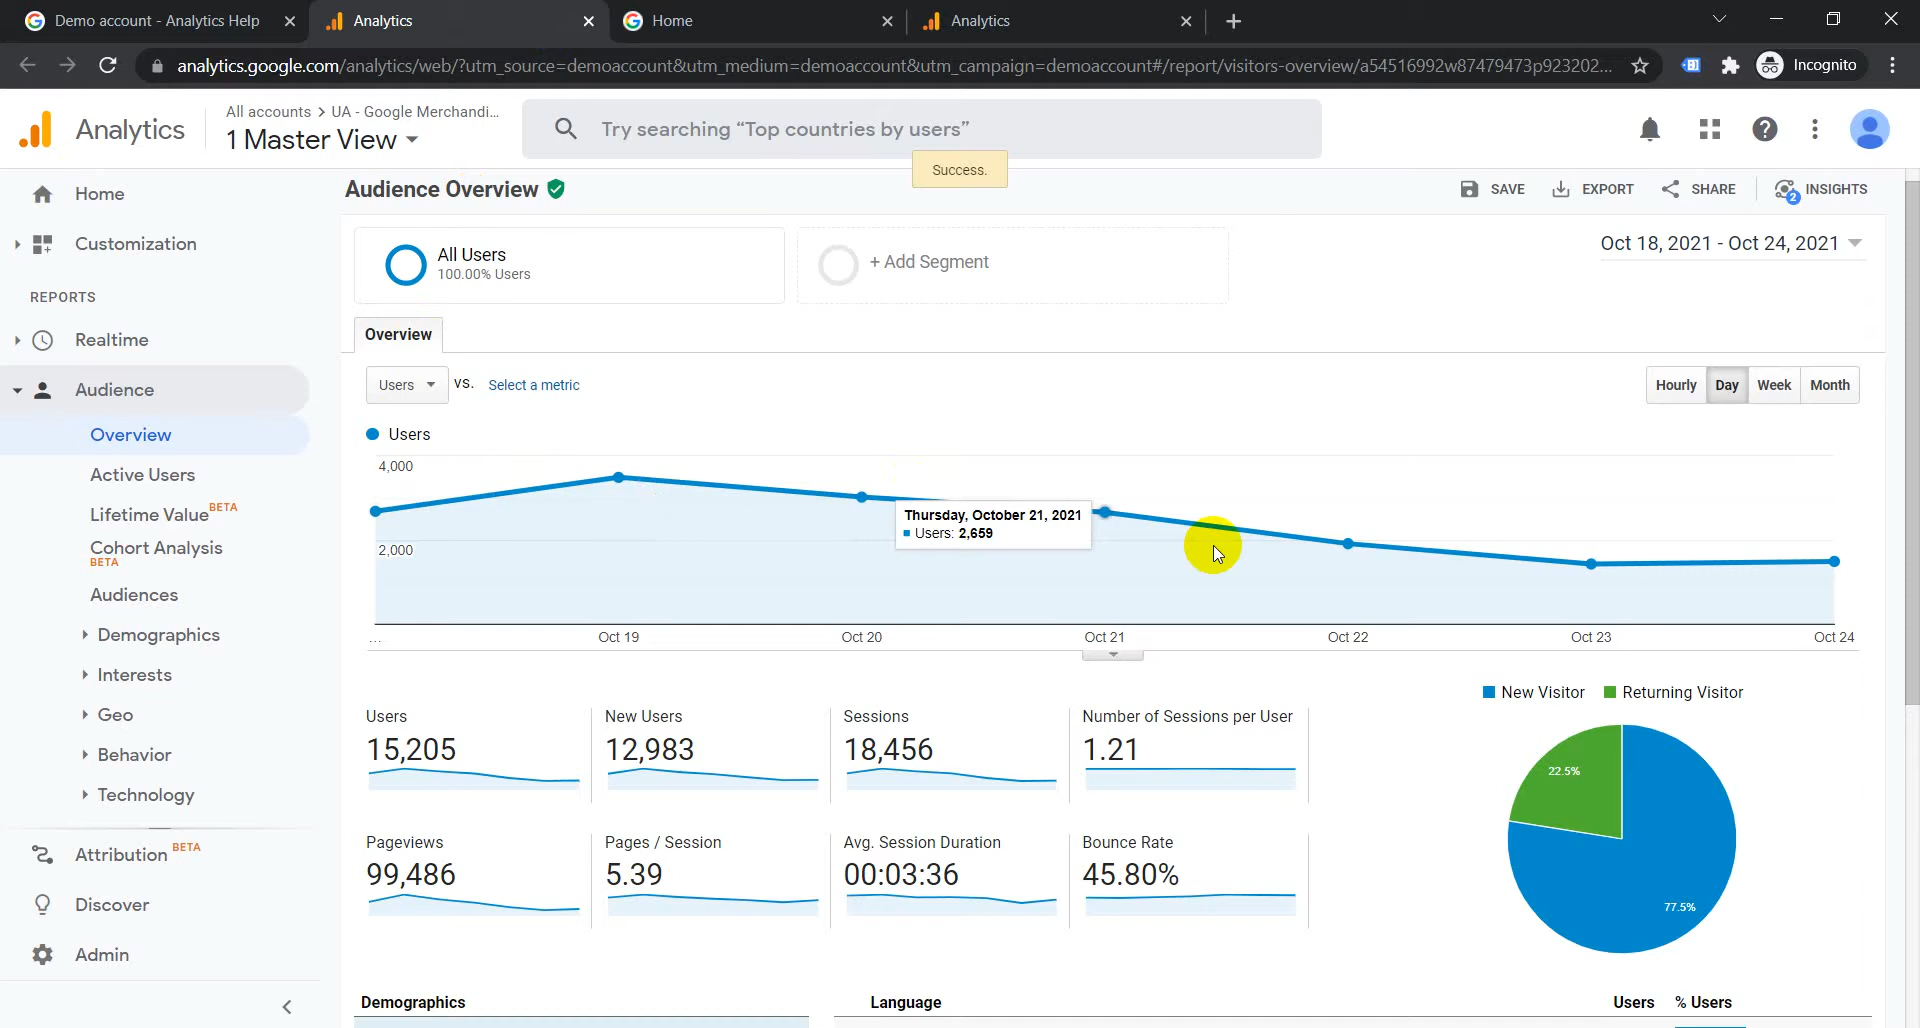 Demo account - Analytics Help
Analytics
Home
Analytics
analytics.google.com/analytics/web/?utm_source=demoaccount&utm_medium=demoaccount&utm_campaign=demoaccount#/report/visitors-overview/a54516992w87479473p923202...
Incognito
Analytics
All accounts > UA - Google Merchandi...
1 Master View
Try searching “Top countries by users”
Success.
Home
Customization
REPORTS
Realtime
Audience
Overview
Active Users
Lifetime Value BETA
Cohort Analysis
BETA
Audiences
Demographics
Interests
Geo
Behavior
Technology
Attribution BETA
Discover
Admin
Audience Overview
SAVE
EXPORT
SHARE
2
INSIGHTS
All Users
100.00% Users
+ Add Segment
Oct 18, 2021 - Oct 24, 2021
Overview
Users
VS.
Select a metric
Hourly
Day
Week
Month
Users
4,000
2,000
Thursday, October 21, 2021
Users: 2,659
...
Oct 19
Oct 20
Oct 21
Oct 22
Oct 23
Oct 24
Users
15,205
New Users
12,983
Sessions
18,456
Number of Sessions per User
1.21
Pageviews
99,486
Pages / Session
5.39
Avg. Session Duration
00:03:36
Bounce Rate
45.80%
New Visitor
Returning Visitor
22.5%
77.5%
Demographics
Language
Users
% Users